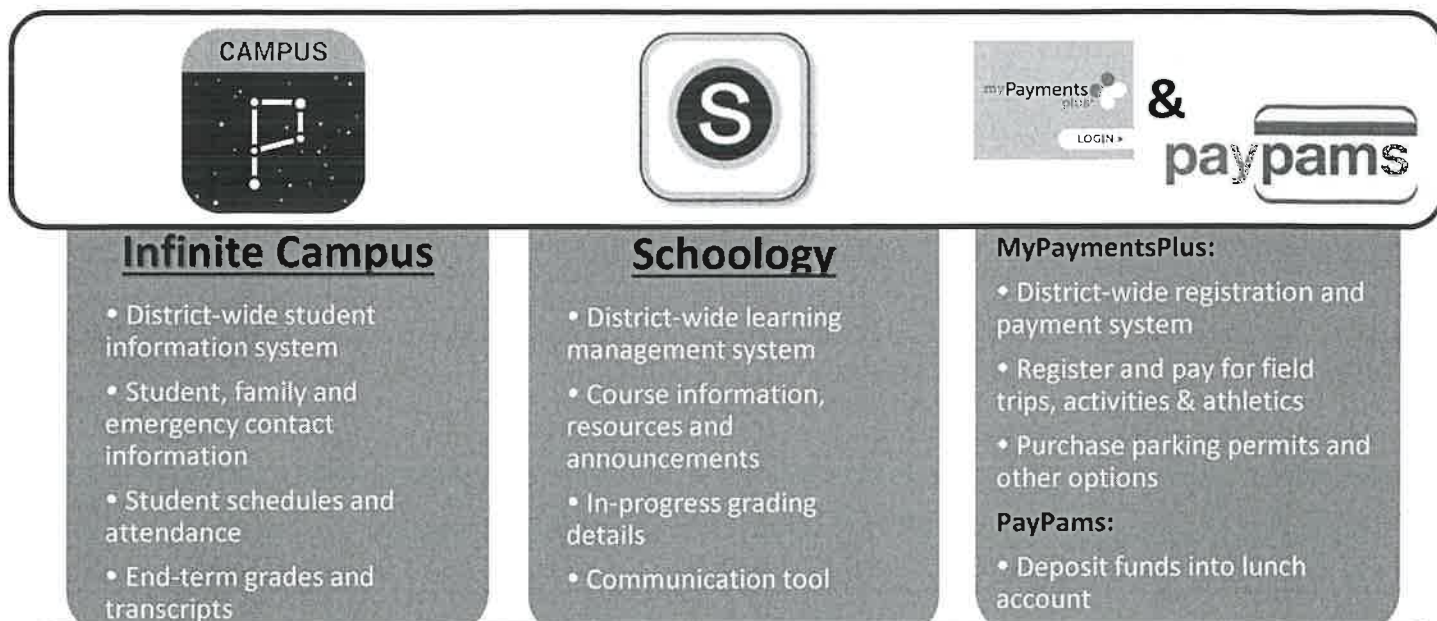 CAMPUS
S
myPayments
plus
LOGIN »
&
paypams
Infinite Campus
• District-wide student
information system
• Student, family and
emergency contact
information
• Student schedules and
attendance
• End-term grades and
transcripts
Schoology
• District-wide learning
management system
• Course information,
resources and
announcements
• In-progress grading
details
• Communication tool
MyPaymentsPlus:
• District-wide registration and
payment system
• Register and pay for field
trips, activities & athletics
• Purchase parking permits and
other options
PayPams:
• Deposit funds into lunch
account